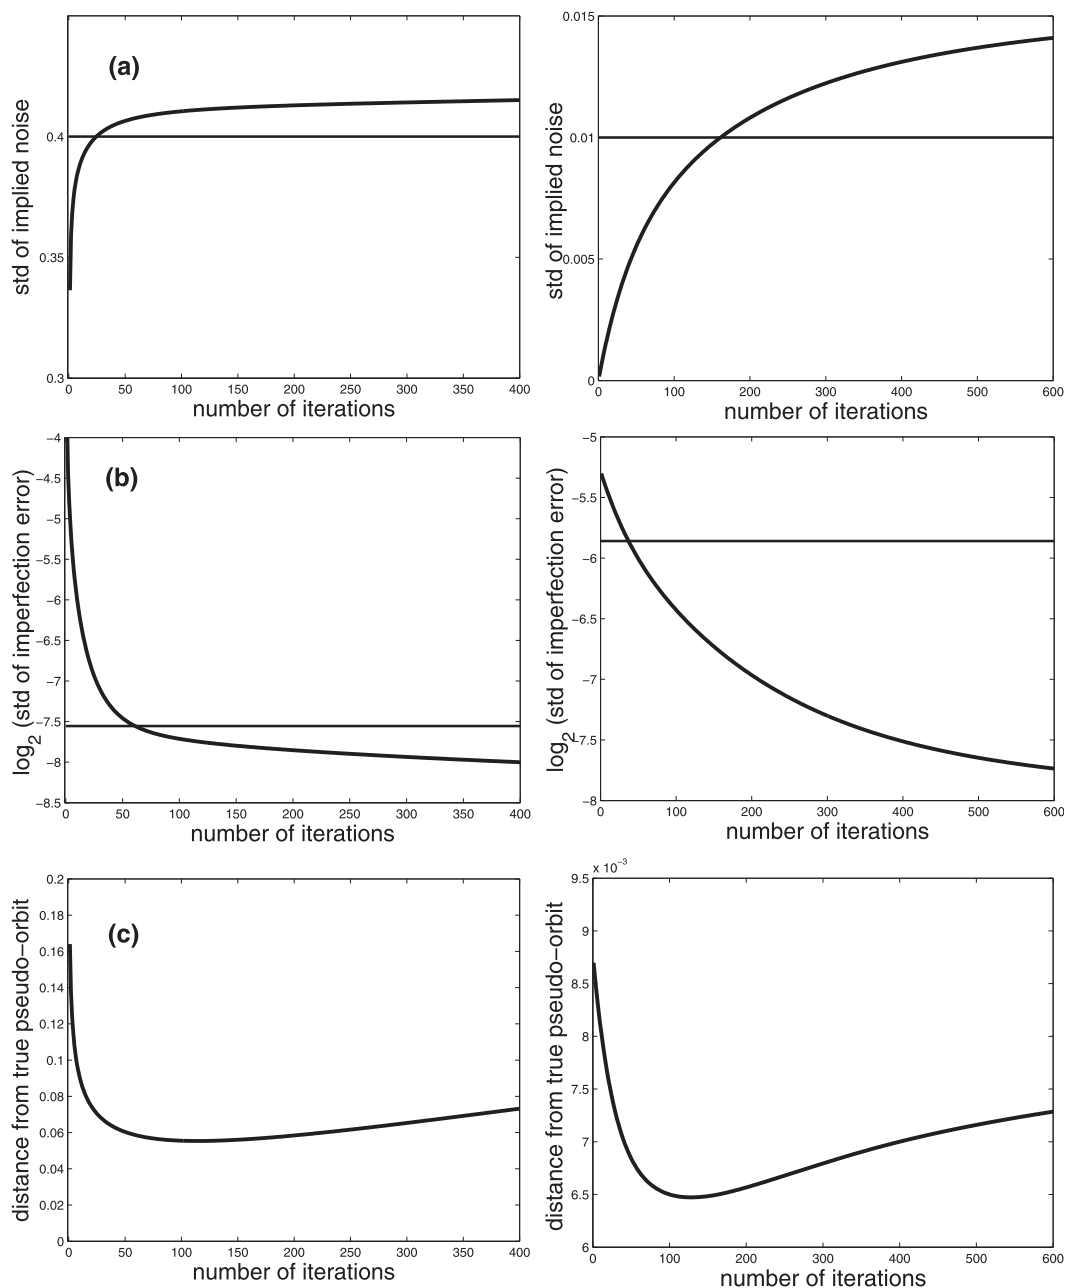 (a)
std of implied noise
0.4
0.35
0.3
0 50 100 150 200 250 300 350 400
number of iterations
std of implied noise
0.015
0.01
0.005
0
0 100 200 300 400 500 600
number of iterations
(b)
log2 (std of imperfection error)
−4
−4.5
−5
−5.5
−6
−6.5
−7
−7.5
−8
−8.5
0 50 100 150 200 250 300 350 400
number of iterations
log2 (std of imperfection error)
−5
−5.5
−6
−6.5
−7
−7.5
−8
0 100 200 300 400 500 600
number of iterations
(c)
distance from true pseudo−orbit
0.2
0.18
0.16
0.14
0.12
0.1
0.08
0.06
0.04
0.02
0
0 50 100 150 200 250 300 350 400
number of iterations
distance from true pseudo−orbit
x 10−3
9.5
9
8.5
8
7.5
7
6.5
6
0 100 200 300 400 500 600
number of iterations